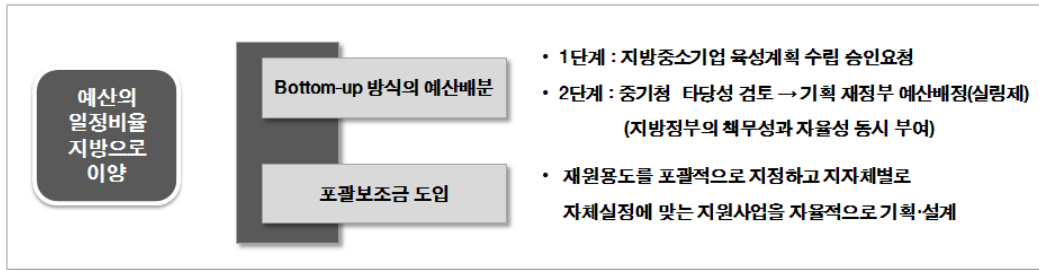 예산의
일정비율
지방으로
이양
Bottom-up 방식의 예산배분
• 1단계 : 지방중소기업 육성계획 수립 승인요청
• 2단계 : 중기청 타당성 검토 → 기획 재정부 예산배정(실링제)
(지방정부의 책무성과 자율성 동시 부여)
포괄보조금 도입
• 재원용도를 포괄적으로 지정하고 지자체별로
자체실정에 맞는 지원사업을 자율적으로 기획·설계